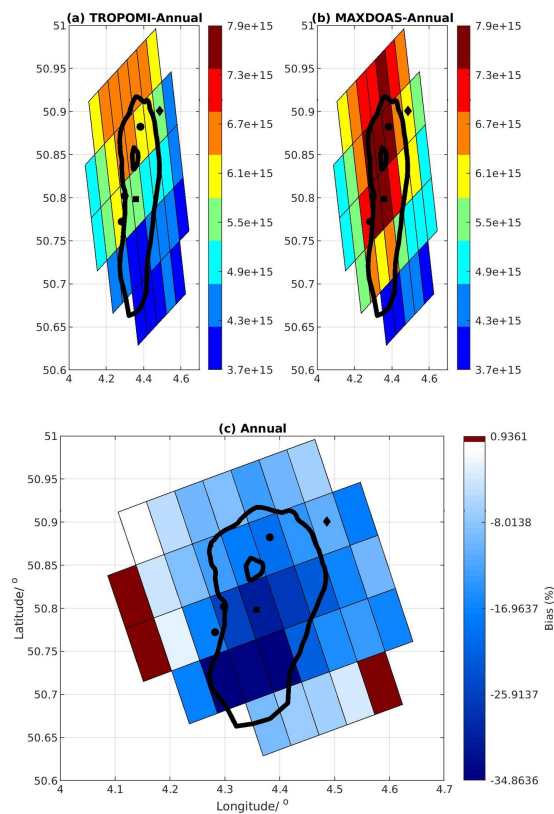 (a) TROPOMI-Annual
51
50.95
50.9
50.85
50.8
50.75
50.7
50.65
50.6
4 4.2 4.4 4.6
7.9e+15
7.3e+15
6.7e+15
6.1e+15
5.5e+15
4.9e+15
4.3e+15
3.7e+15
(b) MAXDOAS-Annual
51
50.95
50.9
50.85
50.8
50.75
50.7
50.65
50.6
4 4.2 4.4 4.6
7.9e+15
7.3e+15
6.7e+15
6.1e+15
5.5e+15
4.9e+15
4.3e+15
3.7e+15
(c) Annual
Latitude/ °
51
50.95
50.9
50.85
50.8
50.75
50.7
50.65
50.6
4 4.1 4.2 4.3 4.4 4.5 4.6 4.7
Longitude/ °
0.9361
-8.0138
-16.9637
-25.9137
-34.8636
Bias (%)